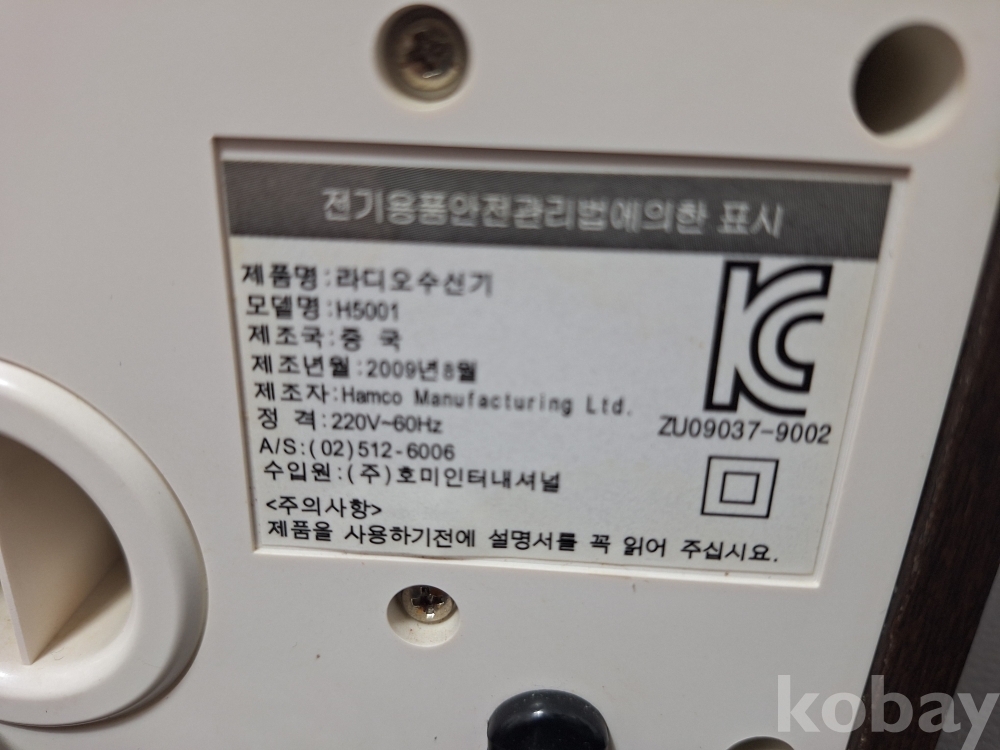 전기용품안전관리법에의한 표시
제품명:라디오수신기
모델명:H5001
제조국:중 국
제조년월:2009년8월
제조자:Hamco Manufacturing Ltd.
정 격:220V~60Hz
A/S:(02)512-6006
수입원:(주)호미인터내셔널
<주의사항>
제품을 사용하기전에 설명서를 꼭 읽어 주십시요.
KC
ZU09037-9002
kobay